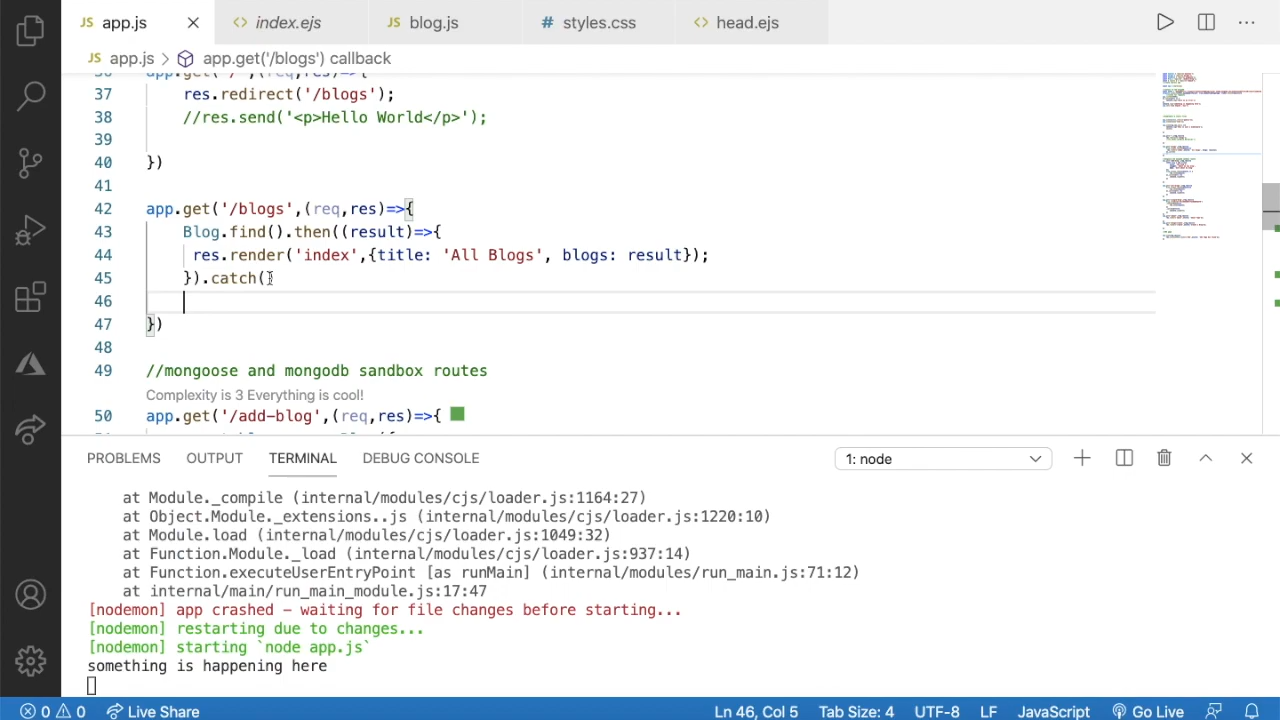 JS app.js × <> index.ejs JS blog.js # styles.css <> head.ejs ...
JS app.js > app.get('/blogs') callback
36 app.get('/',(req,res)=>{
37 res.redirect('/blogs');
38 //res.send('<p>Hello World</p>');
39
40 })
41
42 app.get('/blogs',(req,res)=>{
43 Blog.find().then((result)=>{
44 res.render('index',{title: 'All Blogs', blogs: result});
45 }).catch()
46
47 })
48
49 //mongoose and mongodb sandbox routes
Complexity is 3 Everything is cool!
50 app.get('/add-blog',(req,res)=>{
PROBLEMS OUTPUT TERMINAL DEBUG CONSOLE 1: node
at Module._compile (internal/modules/cjs/loader.js:1164:27)
at Object.Module._extensions..js (internal/modules/cjs/loader.js:1220:10)
at Module.load (internal/modules/cjs/loader.js:1049:32)
at Function.Module._load (internal/modules/cjs/loader.js:937:14)
at Function.executeUserEntryPoint [as runMain] (internal/modules/run_main.js:71:12)
at internal/main/run_main_module.js:17:47
[nodemon] app crashed – waiting for file changes before starting...
[nodemon] restarting due to changes...
[nodemon] starting `node app.js`
something is happening here
0 0 Live Share Ln 46, Col 5 Tab Size: 4 UTF-8 LF JavaScript Go Live